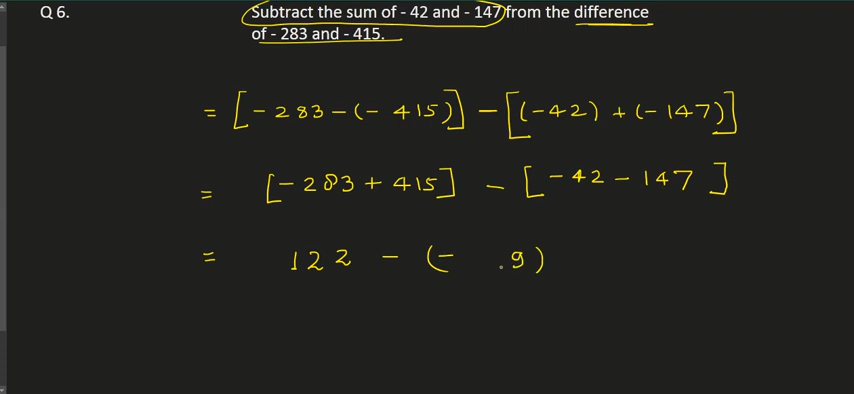 Q 6. Subtract the sum of - 42 and - 147 from the difference
of - 283 and - 415.
= [-283-(- 415)] - [(-42) + (-147)]
= [-283 + 415] - [-42 - 147]
= 122 - (- .9)